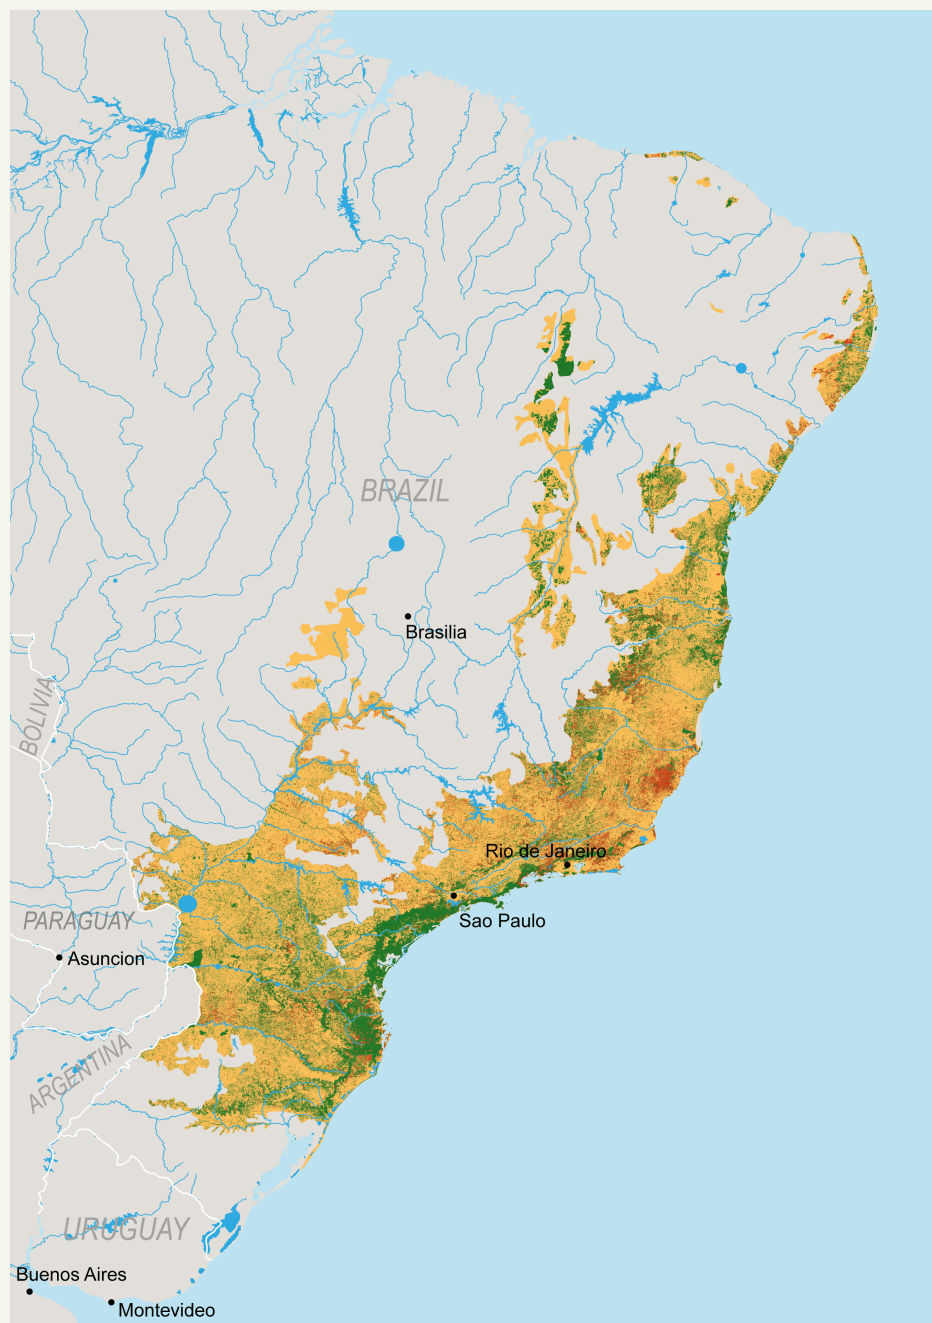 BRAZIL
Brasilia
BOLIVIA
Rio de Janeiro
Sao Paulo
PARAGUAY
Asuncion
ARGENTINA
URUGUAY
Buenos Aires
Montevideo